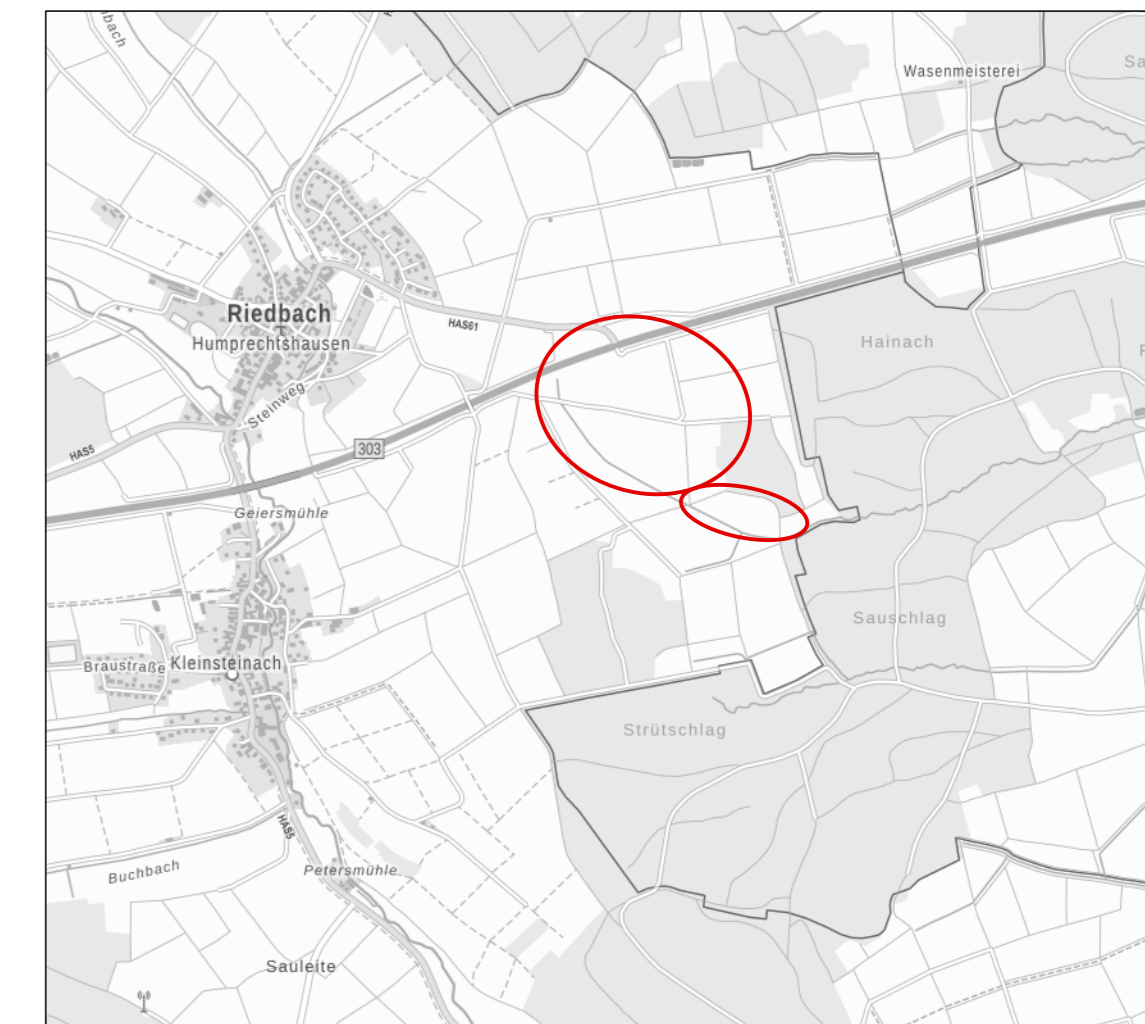 Wasenmeisterei
Riedbach
Humprechtshausen
HAS61
Steinweg
Hainach
HAS5
303
Geiersmühle
Sauschlag
Braustraße
Kleinsteinach
Strütschlag
HAS5
Buchbach
Petersmühle
Sauleite